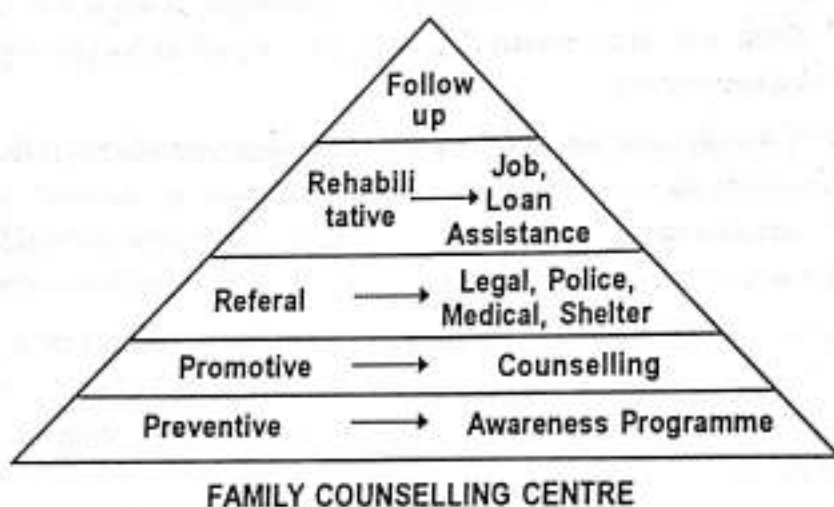 Follow
up
Rehabili
tative
Job,
Loan
Assistance
Referal
Legal, Police,
Medical, Shelter
Promotive
Counselling
Preventive
Awareness Programme
FAMILY COUNSELLING CENTRE